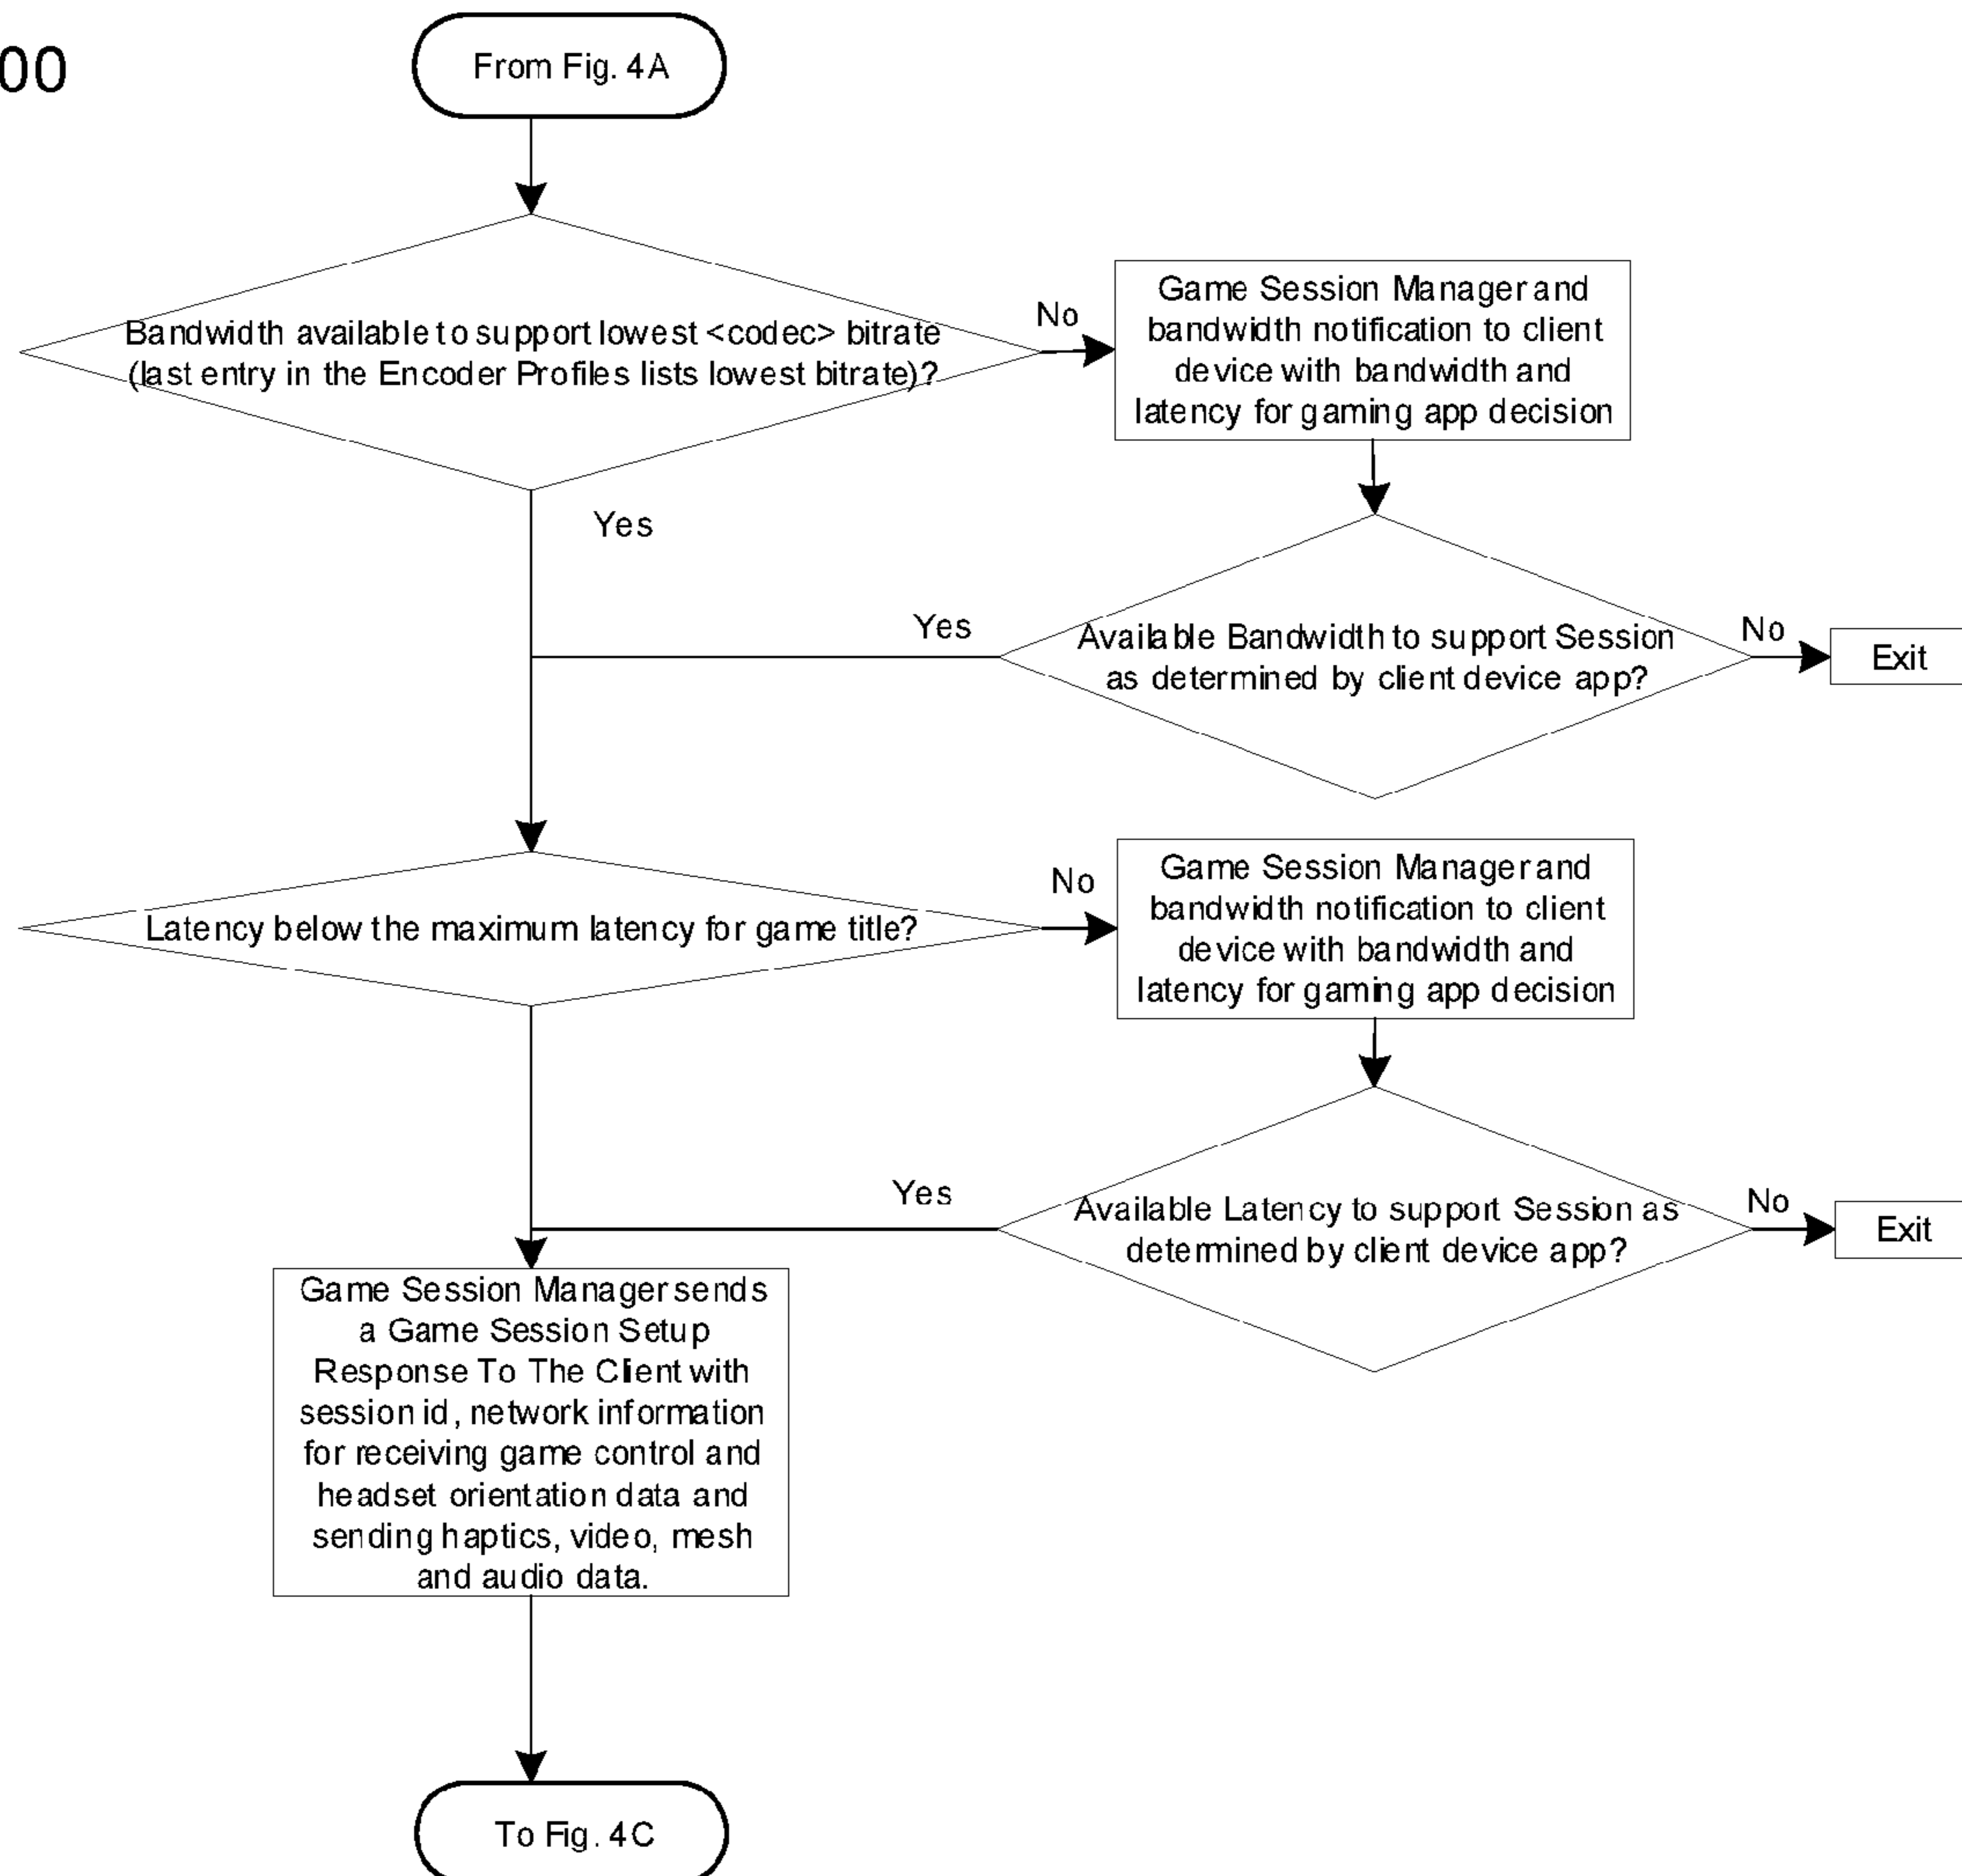 00
From Fig. 4A
Bandwidth available to support lowest <codec> bitrate
(last entry in the Encoder Profiles lists lowest bitrate)?
No
Game Session Manager and
bandwidth notification to client
device with bandwidth and
latency for gaming app decision
Yes
Yes
Available Bandwidth to support Session
as determined by client device app?
No
Exit
Latency below the maximum latency for game title?
No
Game Session Manager and
bandwidth notification to client
device with bandwidth and
latency for gaming app decision
Yes
Available Latency to support Session as
determined by client device app?
No
Exit
Game Session Manager sends
a Game Session Setup
Response To The Client with
session id, network information
for receiving game control and
headset orientation data and
sending haptics, video, mesh
and audio data.
To Fig. 4C